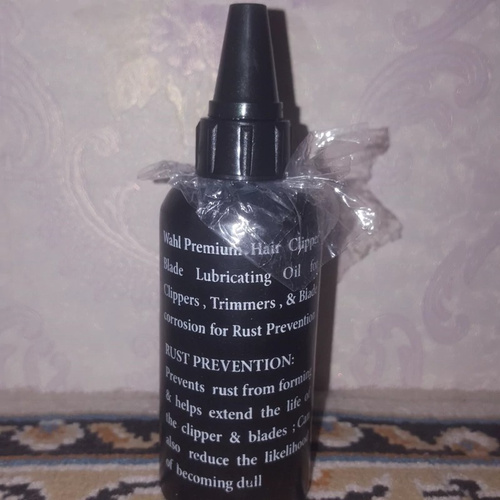 Wahl Premium Hair Clipper
Blade Lubricating Oil for
Clippers , Trimmers , & Blade
corrosion for Rust Prevention
RUST PREVENTION:
Prevents rust from forming
& helps extend the life of
the clipper & blades ; Can
also reduce the likelihood
of becoming dull